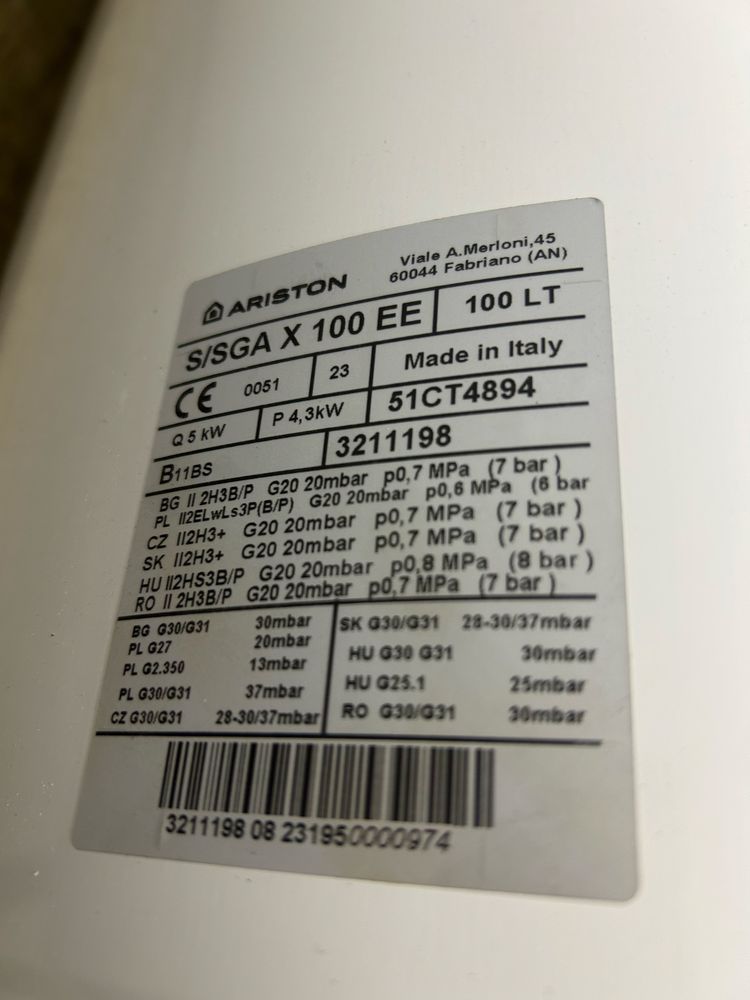 ARISTON
Viale A.Merloni,45
60044 Fabriano (AN)
S/SGA X 100 EE
100 LT
CE 0051
23
Made in Italy
Q 5 kW
P 4,3kW
51CT4894
B11BS
3211198
BG II 2H3B/P G20 20mbar p0,7 MPa (7 bar )
PL II2ELwLs3P(B/P) G20 20mbar p0,6 MPa (6 bar
CZ II2H3+ G20 20mbar p0,7 MPa (7 bar )
SK II2H3+ G20 20mbar p0,7 MPa (7 bar )
HU II2HS3B/P G20 20mbar p0,8 MPa (8 bar )
RO II 2H3B/P G20 20mbar p0,7 MPa (7 bar )
BG G30/G31 30mbar
PL G27 20mbar
PL G2.350 13mbar
PL G30/G31 37mbar
CZ G30/G31 28-30/37mbar
SK G30/G31 28-30/37mbar
HU G30 G31 30mbar
HU G25.1 25mbar
RO G30/G31 30mbar
3211198 08 231950000974